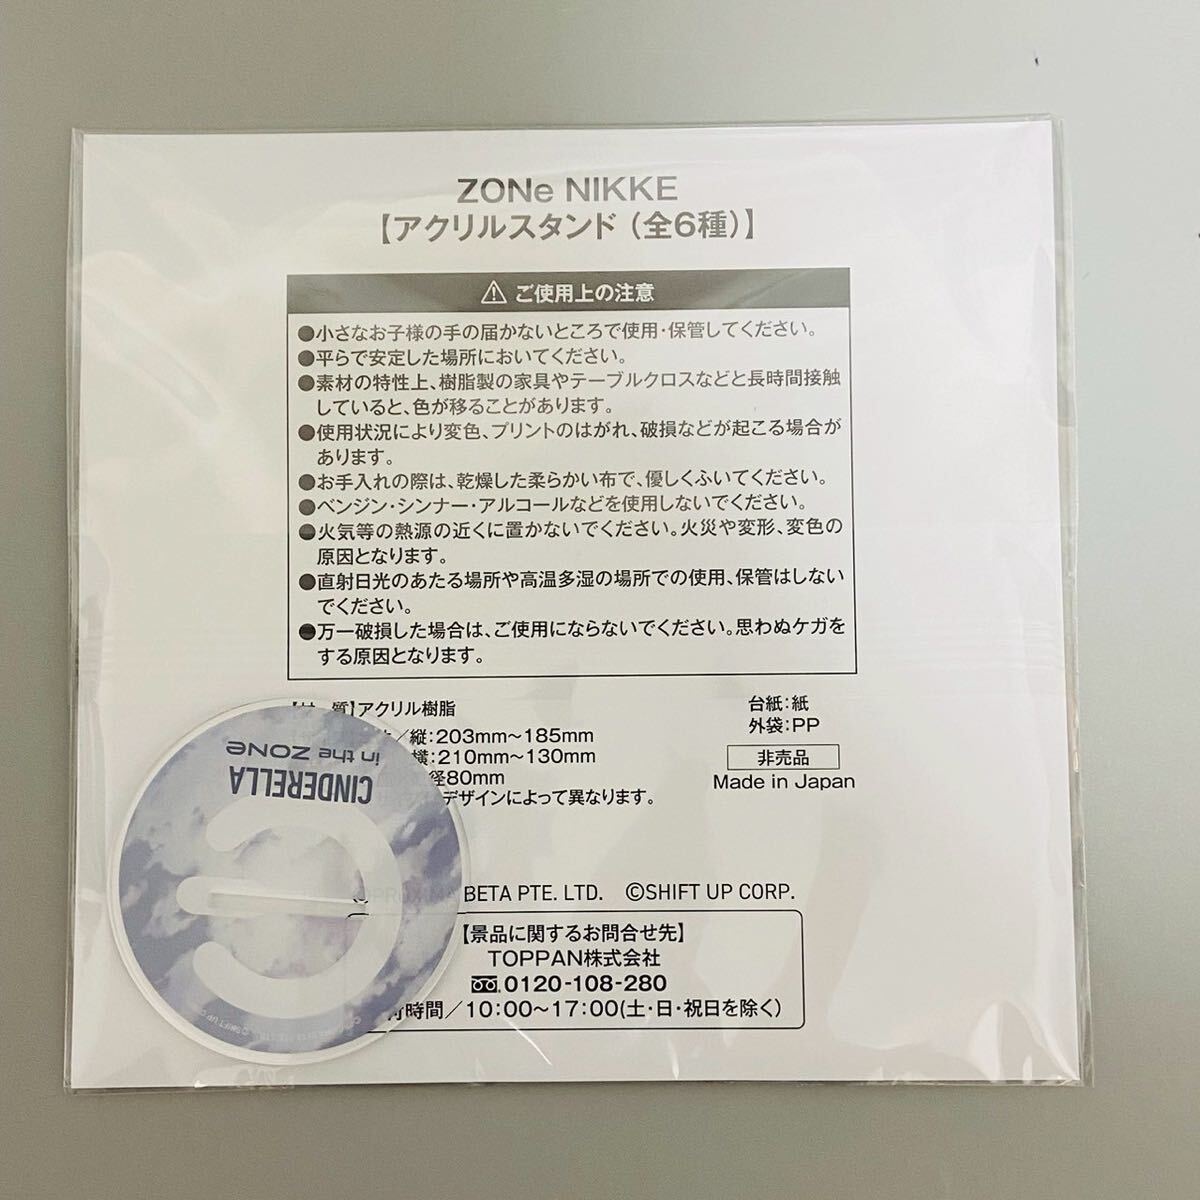 ZONe NIKKE
【アクリルスタンド（全6種）】
⚠ ご使用上の注意
●小さなお子様の手の届かないところで使用・保管してください。
●平らで安定した場所においてください。
●素材の特性上、樹脂製の家具やテーブルクロスなどと長時間接触
していると、色が移ることがあります。
●使用状況により変色、プリントのはがれ、破損などが起こる場合が
あります。
●お手入れの際は、乾燥した柔らかい布で、優しくふいてください。
●ベンジン・シンナー・アルコールなどを使用しないでください。
●火気等の熱源の近くに置かないでください。火災や変形、変色の
原因となります。
●直射日光のあたる場所や高温多湿の場所での使用、保管はしない
でください。
●万一破損した場合は、ご使用にならないでください。思わぬケガを
する原因となります。
質】アクリル樹脂
／縦：203mm～185mm
横：210mm～130mm
径80mm
デザインによって異なります。
台紙：紙
外袋：PP
非売品
Made in Japan
CINDERELLA
in the ZONe
PROXIMA BETA PTE. LTD. ©SHIFT UP CORP.
【景品に関するお問合せ先】
TOPPAN株式会社
0120-108-280
時間／10：00～17：00（土・日・祝日を除く）